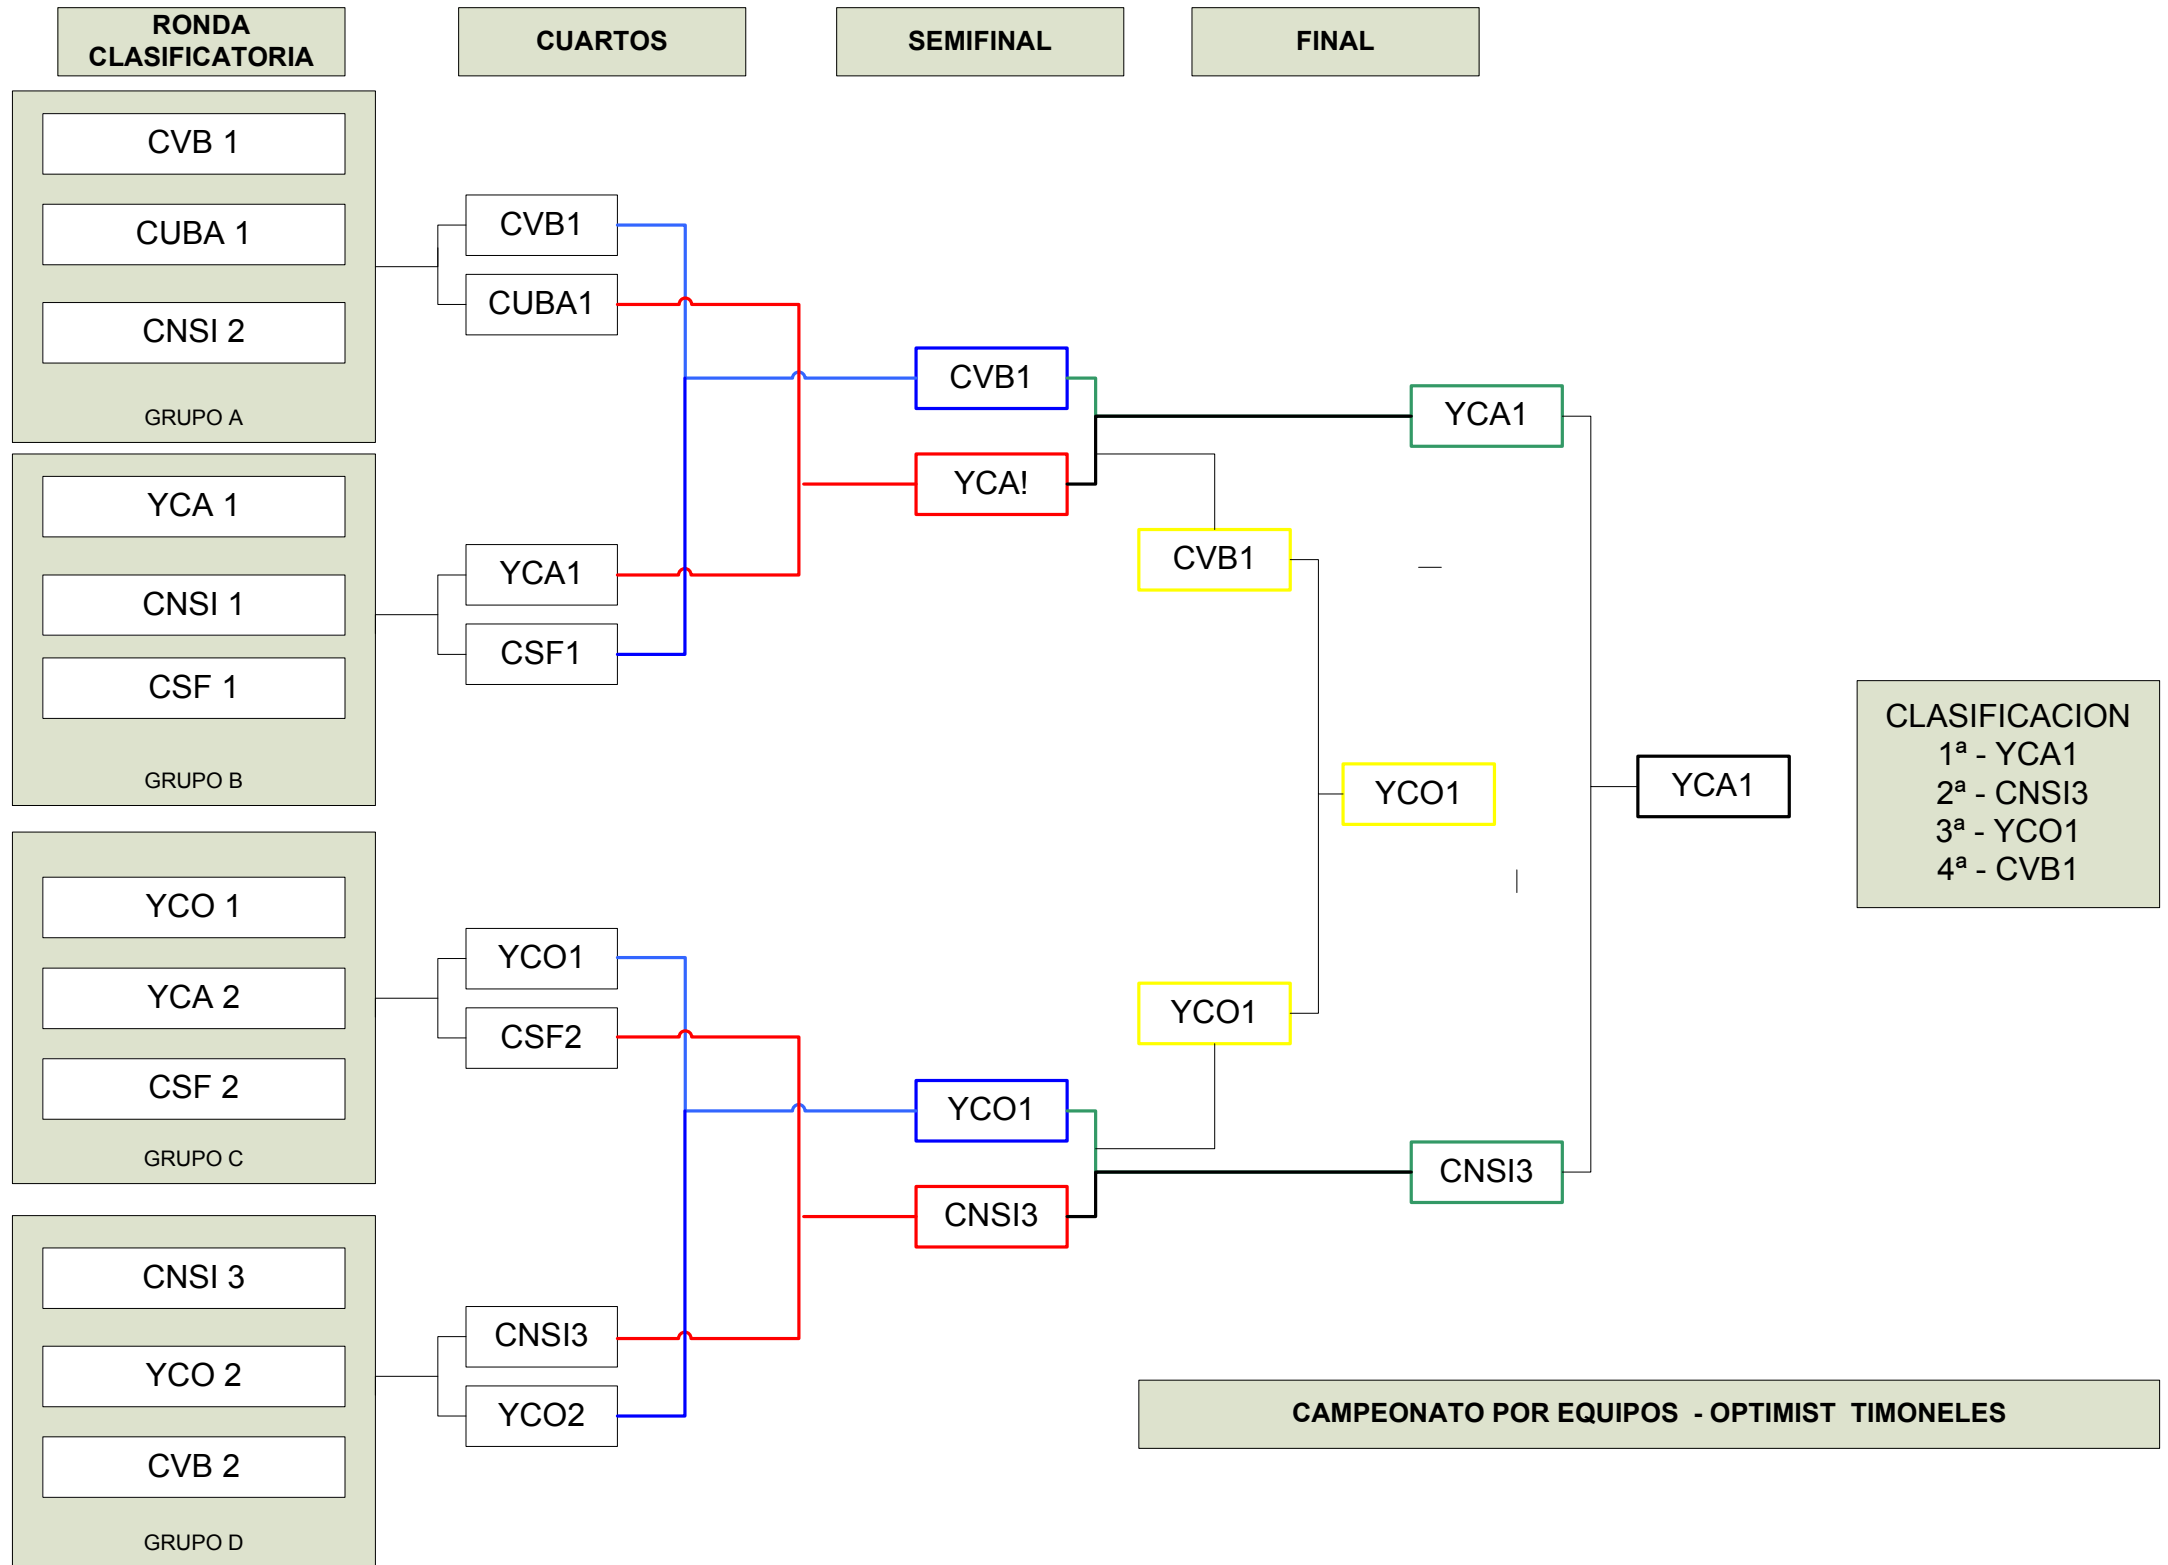 RONDA
CLASIFICATORIA
CUARTOS
SEMIFINAL
FINAL
CVB 1
CUBA 1
CNSI 2
GRUPO A
YCA 1
CNSI 1
CSF 1
GRUPO B
YCO 1
YCA 2
CSF 2
GRUPO C
CNSI 3
YCO 2
CVB 2
GRUPO D
CVB1
CUBA1
YCA1
CSF1
YCO1
CSF2
CNSI3
YCO2
CVB1
YCA!
YCO1
CNSI3
CVB1
YCO1
YCO1
YCA1
CNSI3
YCA1
CLASIFICACION
1ª - YCA1
2ª - CNSI3
3ª - YCO1
4ª - CVB1
CAMPEONATO POR EQUIPOS - OPTIMIST TIMONELES